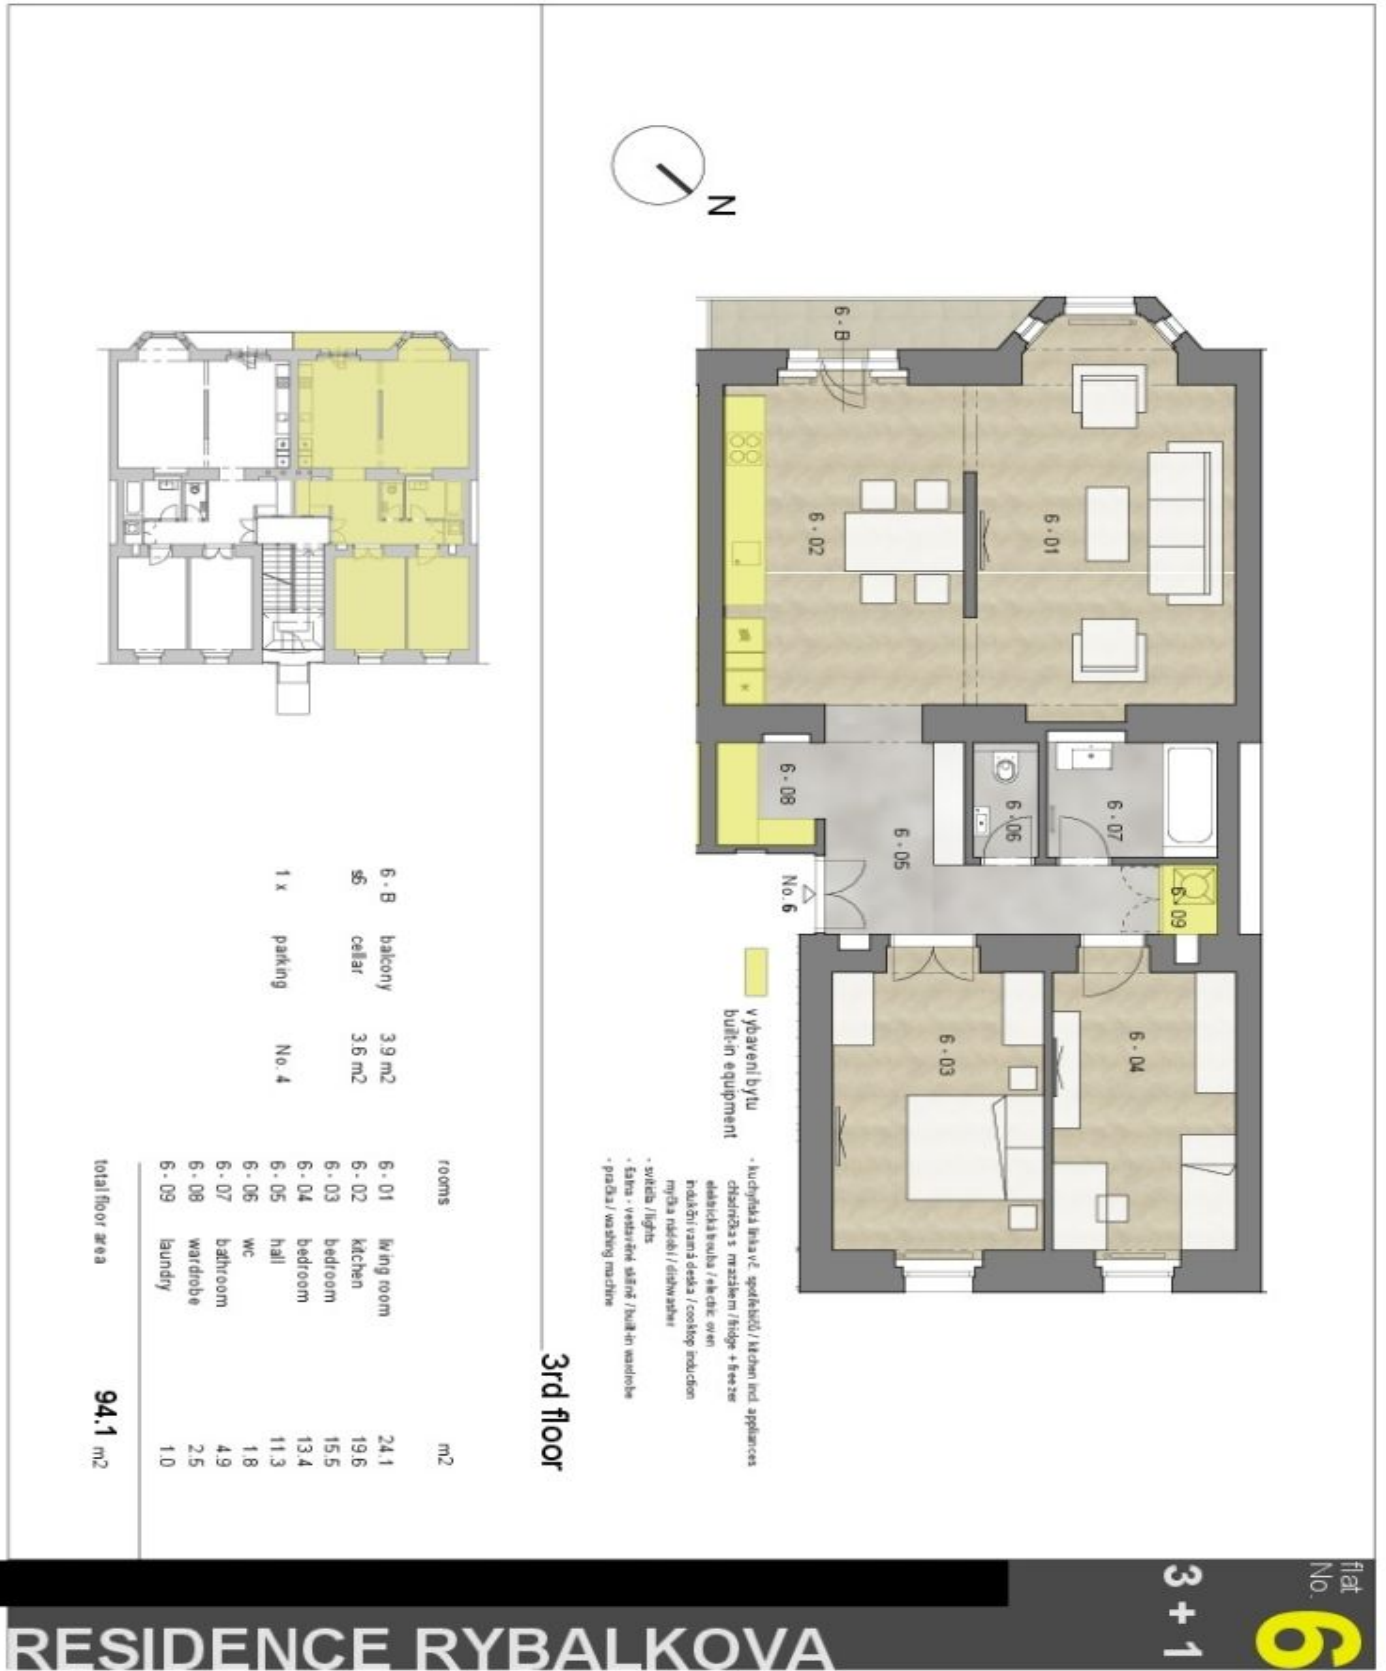 flat
No.
6
3 + 1
RESIDENCE RYBALKOVA
N
6 - B
6 - 01
6 - 02
6 - 08
6 - 05
6 - 06
6 - 07
6 - 09
No. 6
6 - 03
6 - 04
vybavení bytu
built-in equipment
- kuchyňská linka vč. spotřebičů / kitchen incl. appliances
chladnička s mrazákem / fridge + freezer
elektrická trouba / electric oven
indukční varná deska / cooktop induction
myčka nádobí / dishwasher
- svítidla / lights
- šatna - vestavěné skříně / built-in wardrobe
- pračka / washing machine
3rd floor
rooms m2
6 - 01 living room 24.1
6 - 02 kitchen 19.6
6 - 03 bedroom 15.5
6 - 04 bedroom 13.4
6 - 05 hall 11.3
6 - 06 wc 1.8
6 - 07 bathroom 4.9
6 - 08 wardrobe 2.5
6 - 09 laundry 1.0
total floor area 94.1 m2
6 - B balcony 3.9 m2
s6 cellar 3.6 m2
1 x parking No. 4